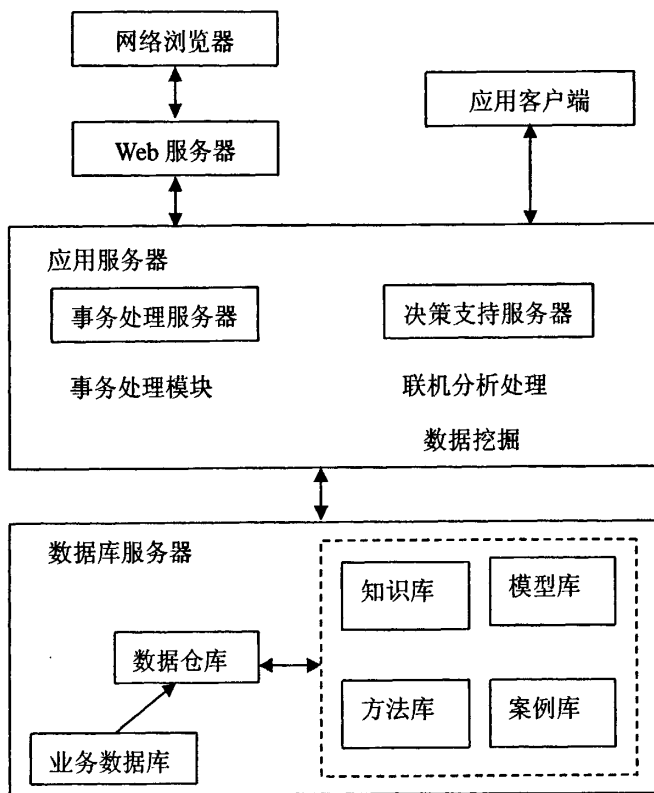 网络浏览器
应用客户端
Web 服务器
应用服务器
事务处理服务器
决策支持服务器
事务处理模块
联机分析处理
数据挖掘
数据库服务器
知识库
模型库
数据仓库
方法库
案例库
业务数据库